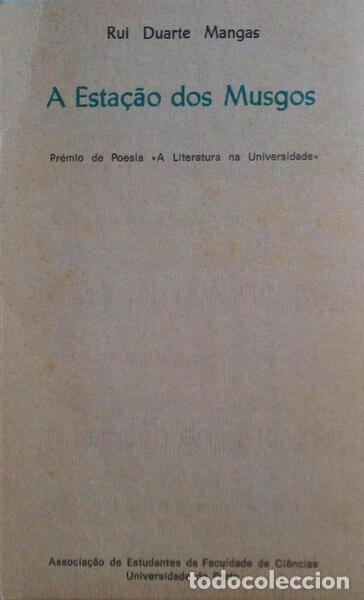 Rui Duarte Mangas
A Estação dos Musgos
Prémio de Poesia «A Literatura na Universidade»
Associação de Estudantes da Faculdade de Ciências
Universidade do
todocoleccion